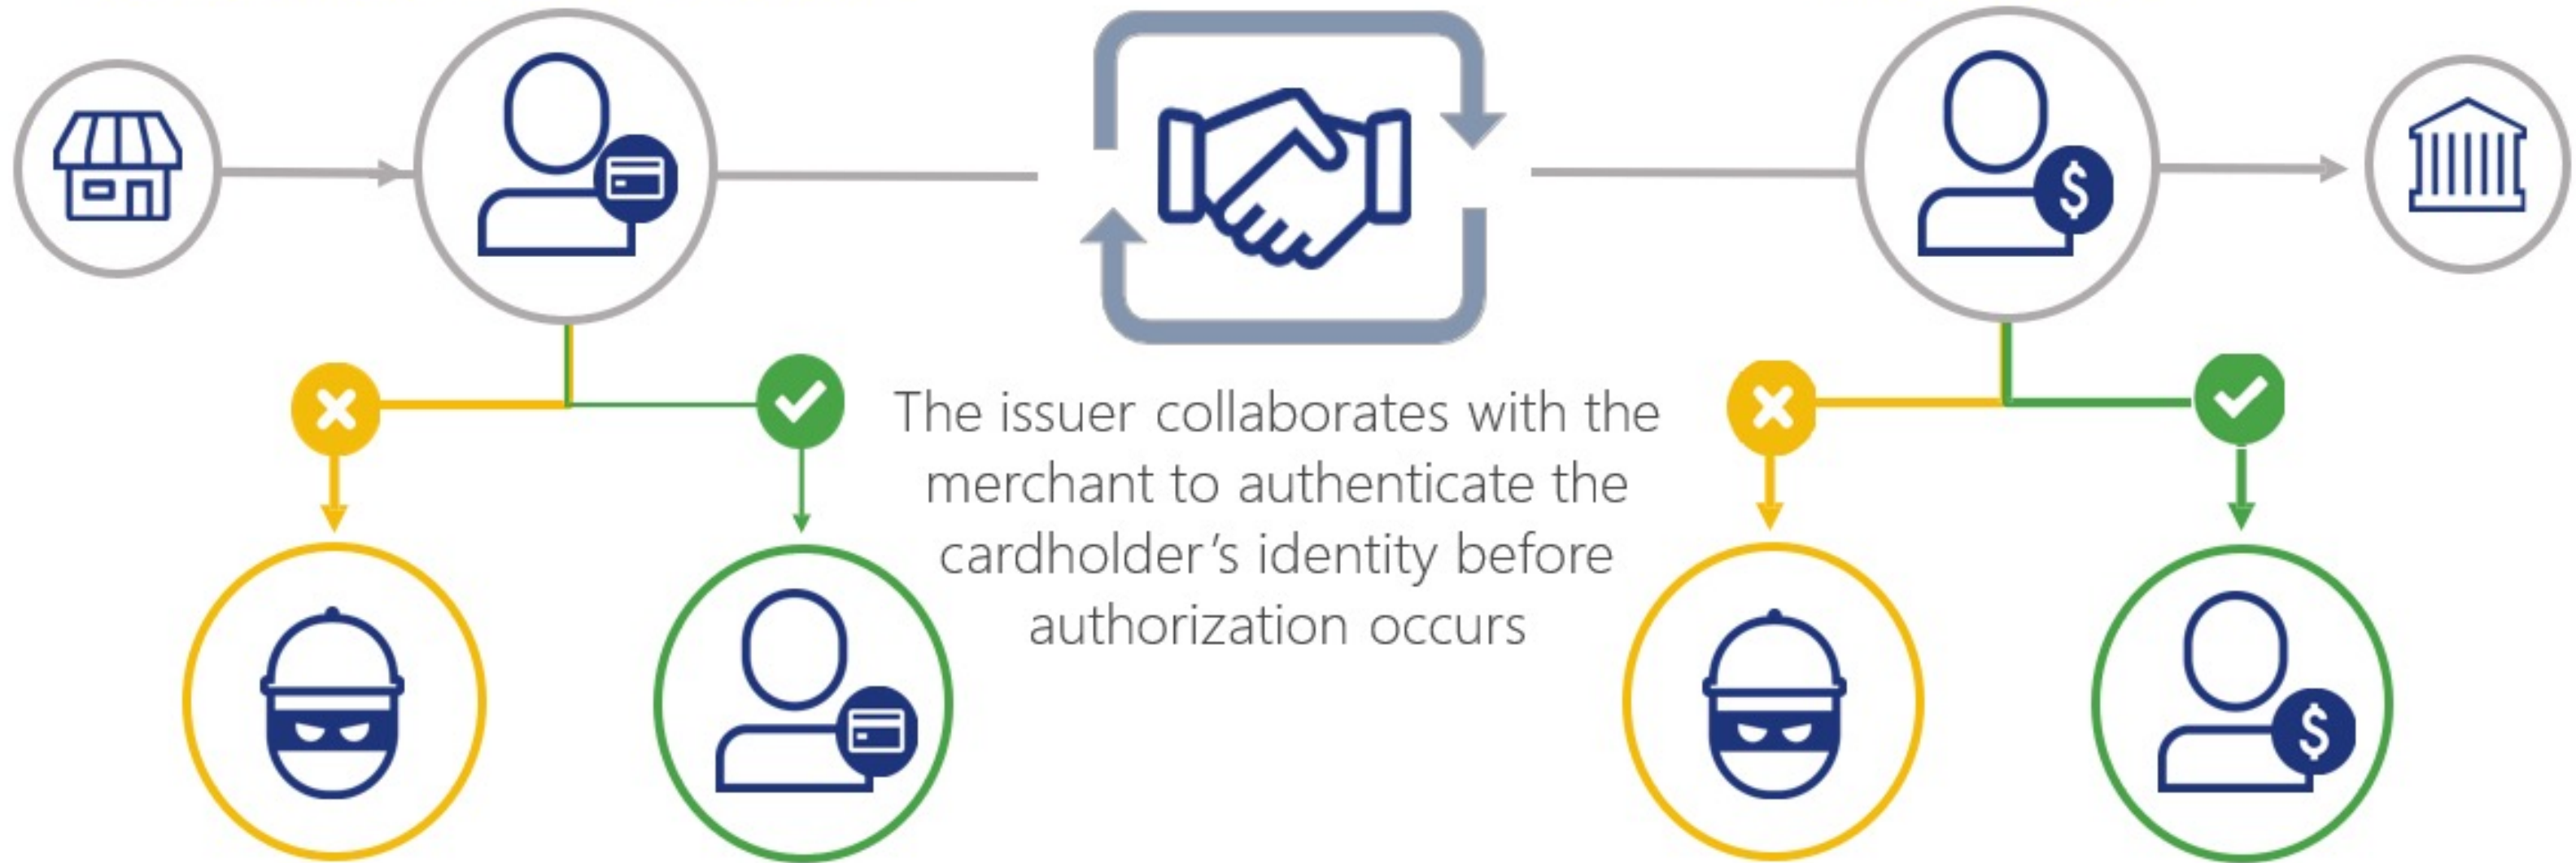 $
The issuer collaborates with the
merchant to authenticate the
cardholder’s identity before
authorization occurs
$